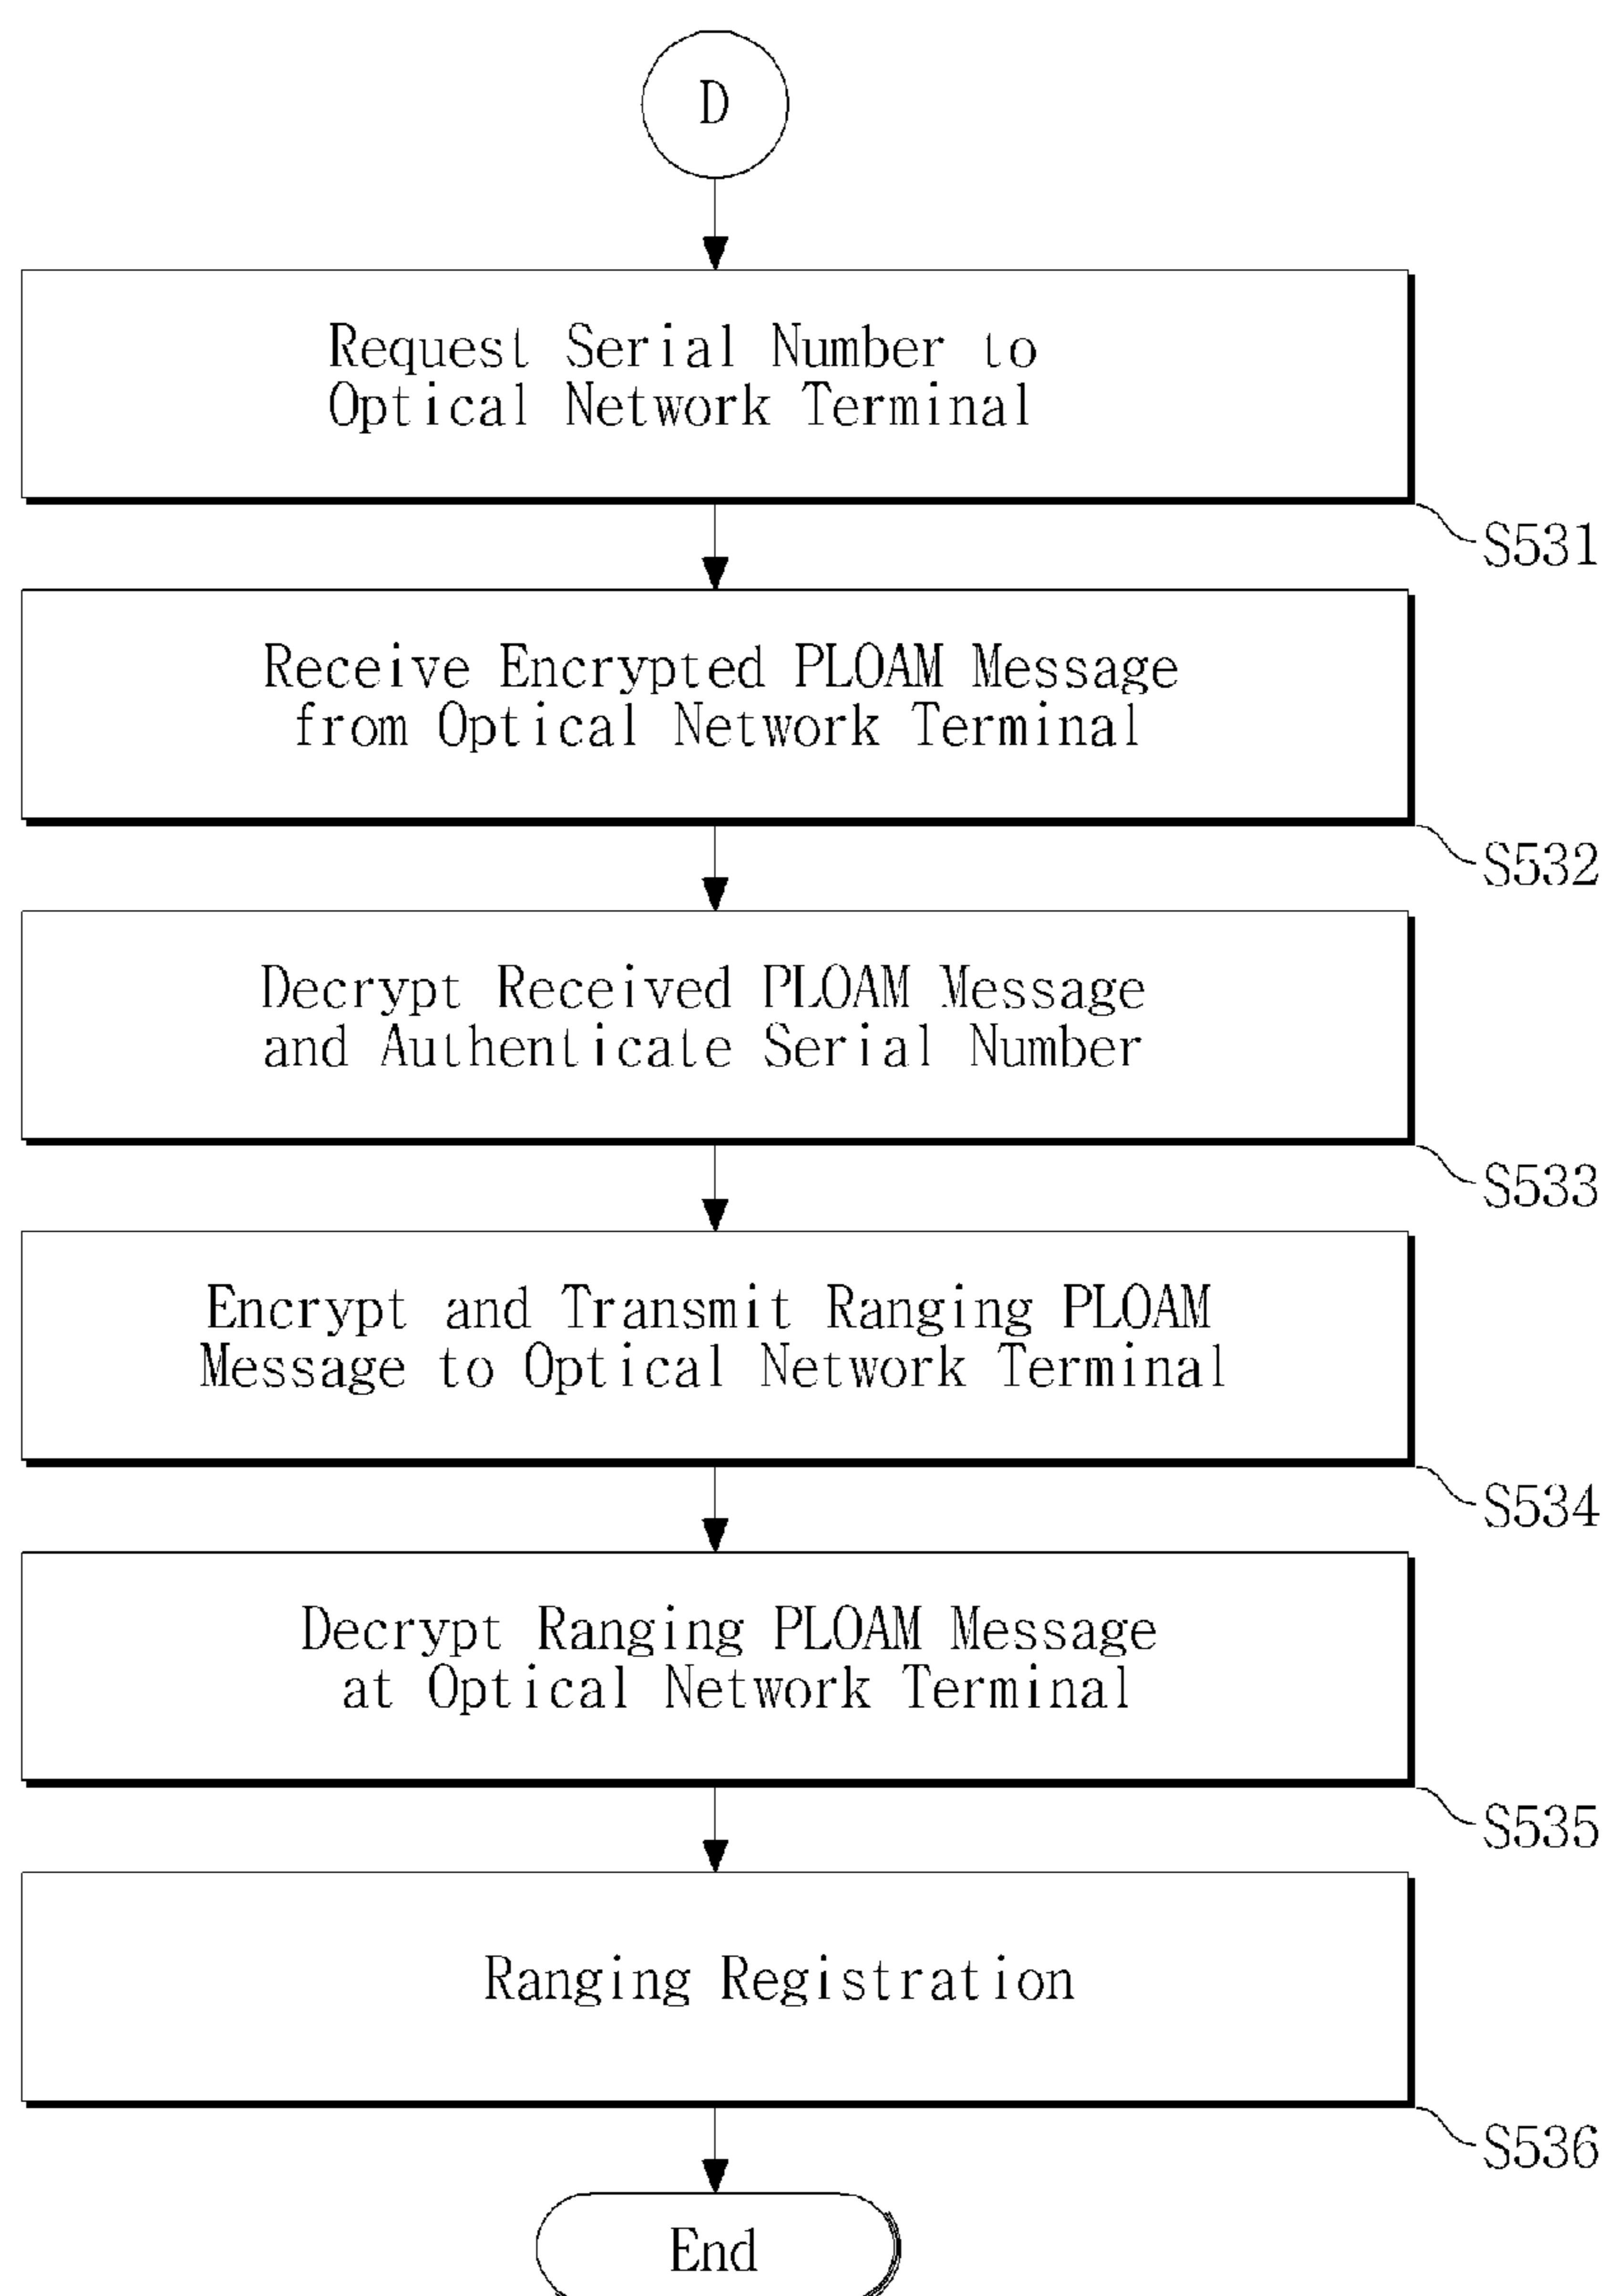 D
Request Serial Number to
Optical Network Terminal
S531
Receive Encrypted PLOAM Message
from Optical Network Terminal
S532
Decrypt Received PLOAM Message
and Authenticate Serial Number
S533
Encrypt and Transmit Ranging PLOAM
Message to Optical Network Terminal
S534
Decrypt Ranging PLOAM Message
at Optical Network Terminal
S535
Ranging Registration
S536
End